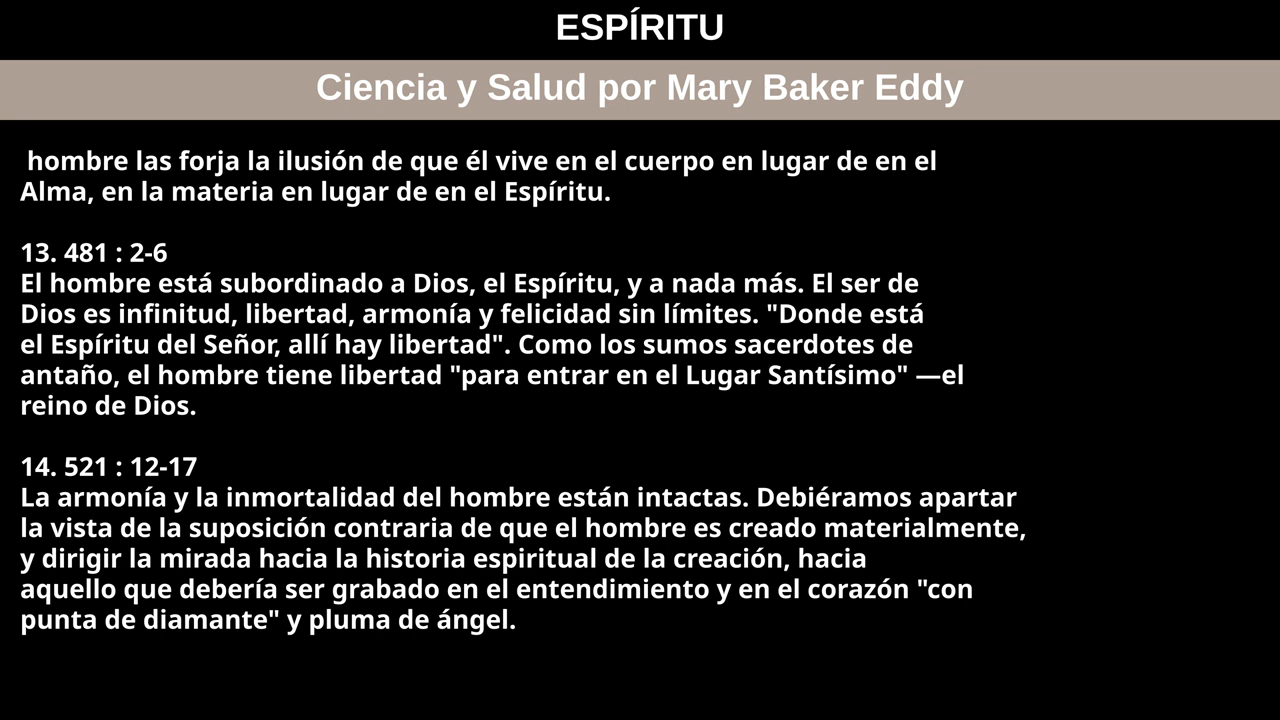 ESPÍRITU
Ciencia y Salud por Mary Baker Eddy
hombre las forja la ilusión de que él vive en el cuerpo en lugar de en el
Alma, en la materia en lugar de en el Espíritu.
13. 481 : 2-6
El hombre está subordinado a Dios, el Espíritu, y a nada más. El ser de
Dios es infinitud, libertad, armonía y felicidad sin límites. "Donde está
el Espíritu del Señor, allí hay libertad". Como los sumos sacerdotes de
antaño, el hombre tiene libertad "para entrar en el Lugar Santísimo" —el
reino de Dios.
14. 521 : 12-17
La armonía y la inmortalidad del hombre están intactas. Debiéramos apartar
la vista de la suposición contraria de que el hombre es creado materialmente,
y dirigir la mirada hacia la historia espiritual de la creación, hacia
aquello que debería ser grabado en el entendimiento y en el corazón "con
punta de diamante" y pluma de ángel.